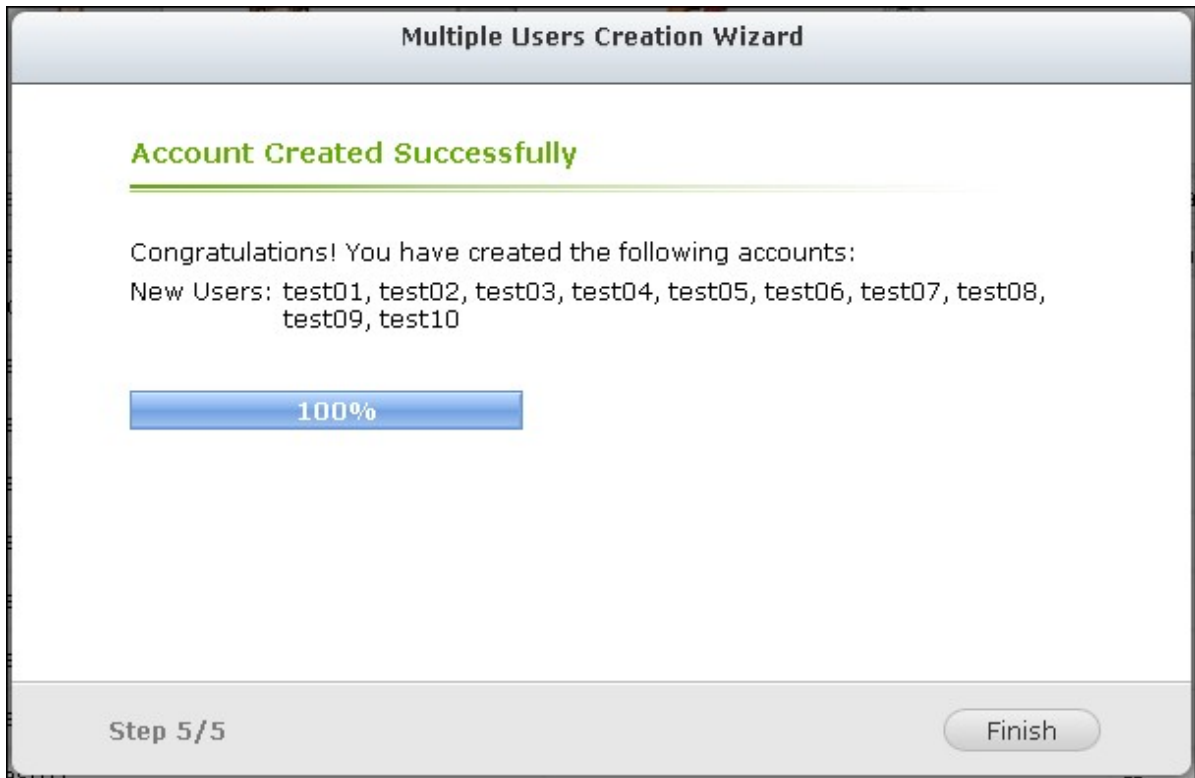 Multiple Users Creation Wizard
Account Created Successfully
Congratulations! You have created the following accounts:
New Users: test01, test02, test03, test04, test05, test06, test07, test08,
test09, test10
100%
Step 5/5
Finish